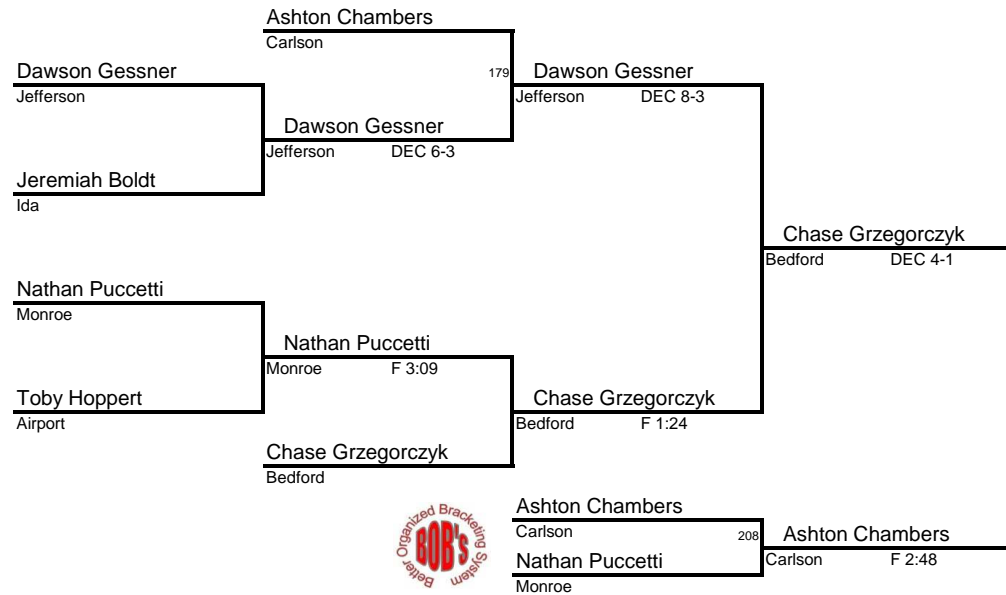 Ashton Chambers
Carlson
Dawson Gessner
Jefferson
179
Dawson Gessner
Jefferson DEC 8-3
Dawson Gessner
Jefferson DEC 6-3
Jeremiah Boldt
Ida
Chase Grzegorczyk
Bedford DEC 4-1
Nathan Puccetti
Monroe
Nathan Puccetti
Monroe F 3:09
Toby Hoppert
Airport
Chase Grzegorczyk
Bedford F 1:24
Chase Grzegorczyk
Bedford
Better Organized Bracketing System
BOB's
Ashton Chambers
Carlson
208
Ashton Chambers
Carlson F 2:48
Nathan Puccetti
Monroe